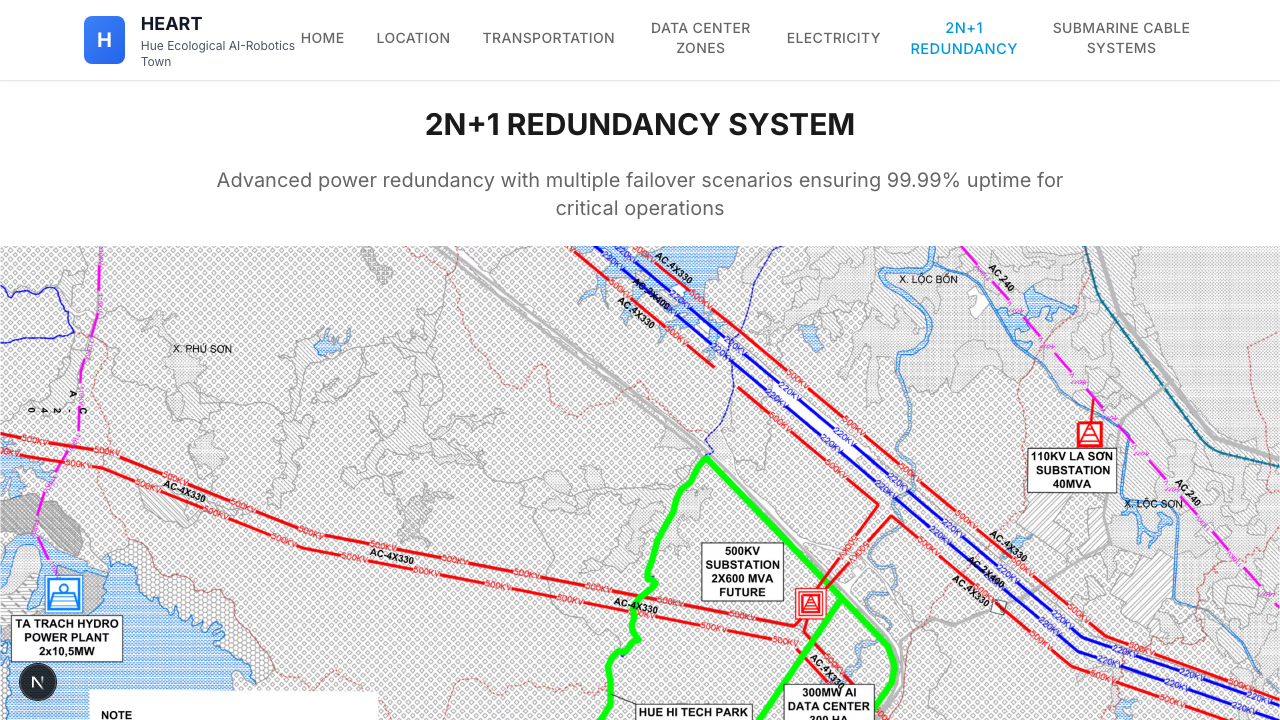 H
HEART
Hue Ecological AI-Robotics
Town
HOME
LOCATION
TRANSPORTATION
DATA CENTER
ZONES
ELECTRICITY
2N+1
REDUNDANCY
SUBMARINE CABLE
SYSTEMS
2N+1 REDUNDANCY SYSTEM
Advanced power redundancy with multiple failover scenarios ensuring 99.99% uptime for
critical operations
500KV
220KV
AC-4X330
AC-2X400
AC-4X330
X. LỘC BỔN
AC-240
X. PHÚ SƠN
110KV LA SƠN
SUBSTATION
40MVA
X. LỘC SƠN
AC-240
AC-4X330
AC-4X330
AC-4X330
500KV
SUBSTATION
2X600 MVA
FUTURE
AC-4X330
AC-2X400
AC-4X330
TA TRACH HYDRO
POWER PLANT
2x10,5MW
AC-4X330
300MW AI
DATA CENTER
HUE HI TECH PARK
NOTE
N